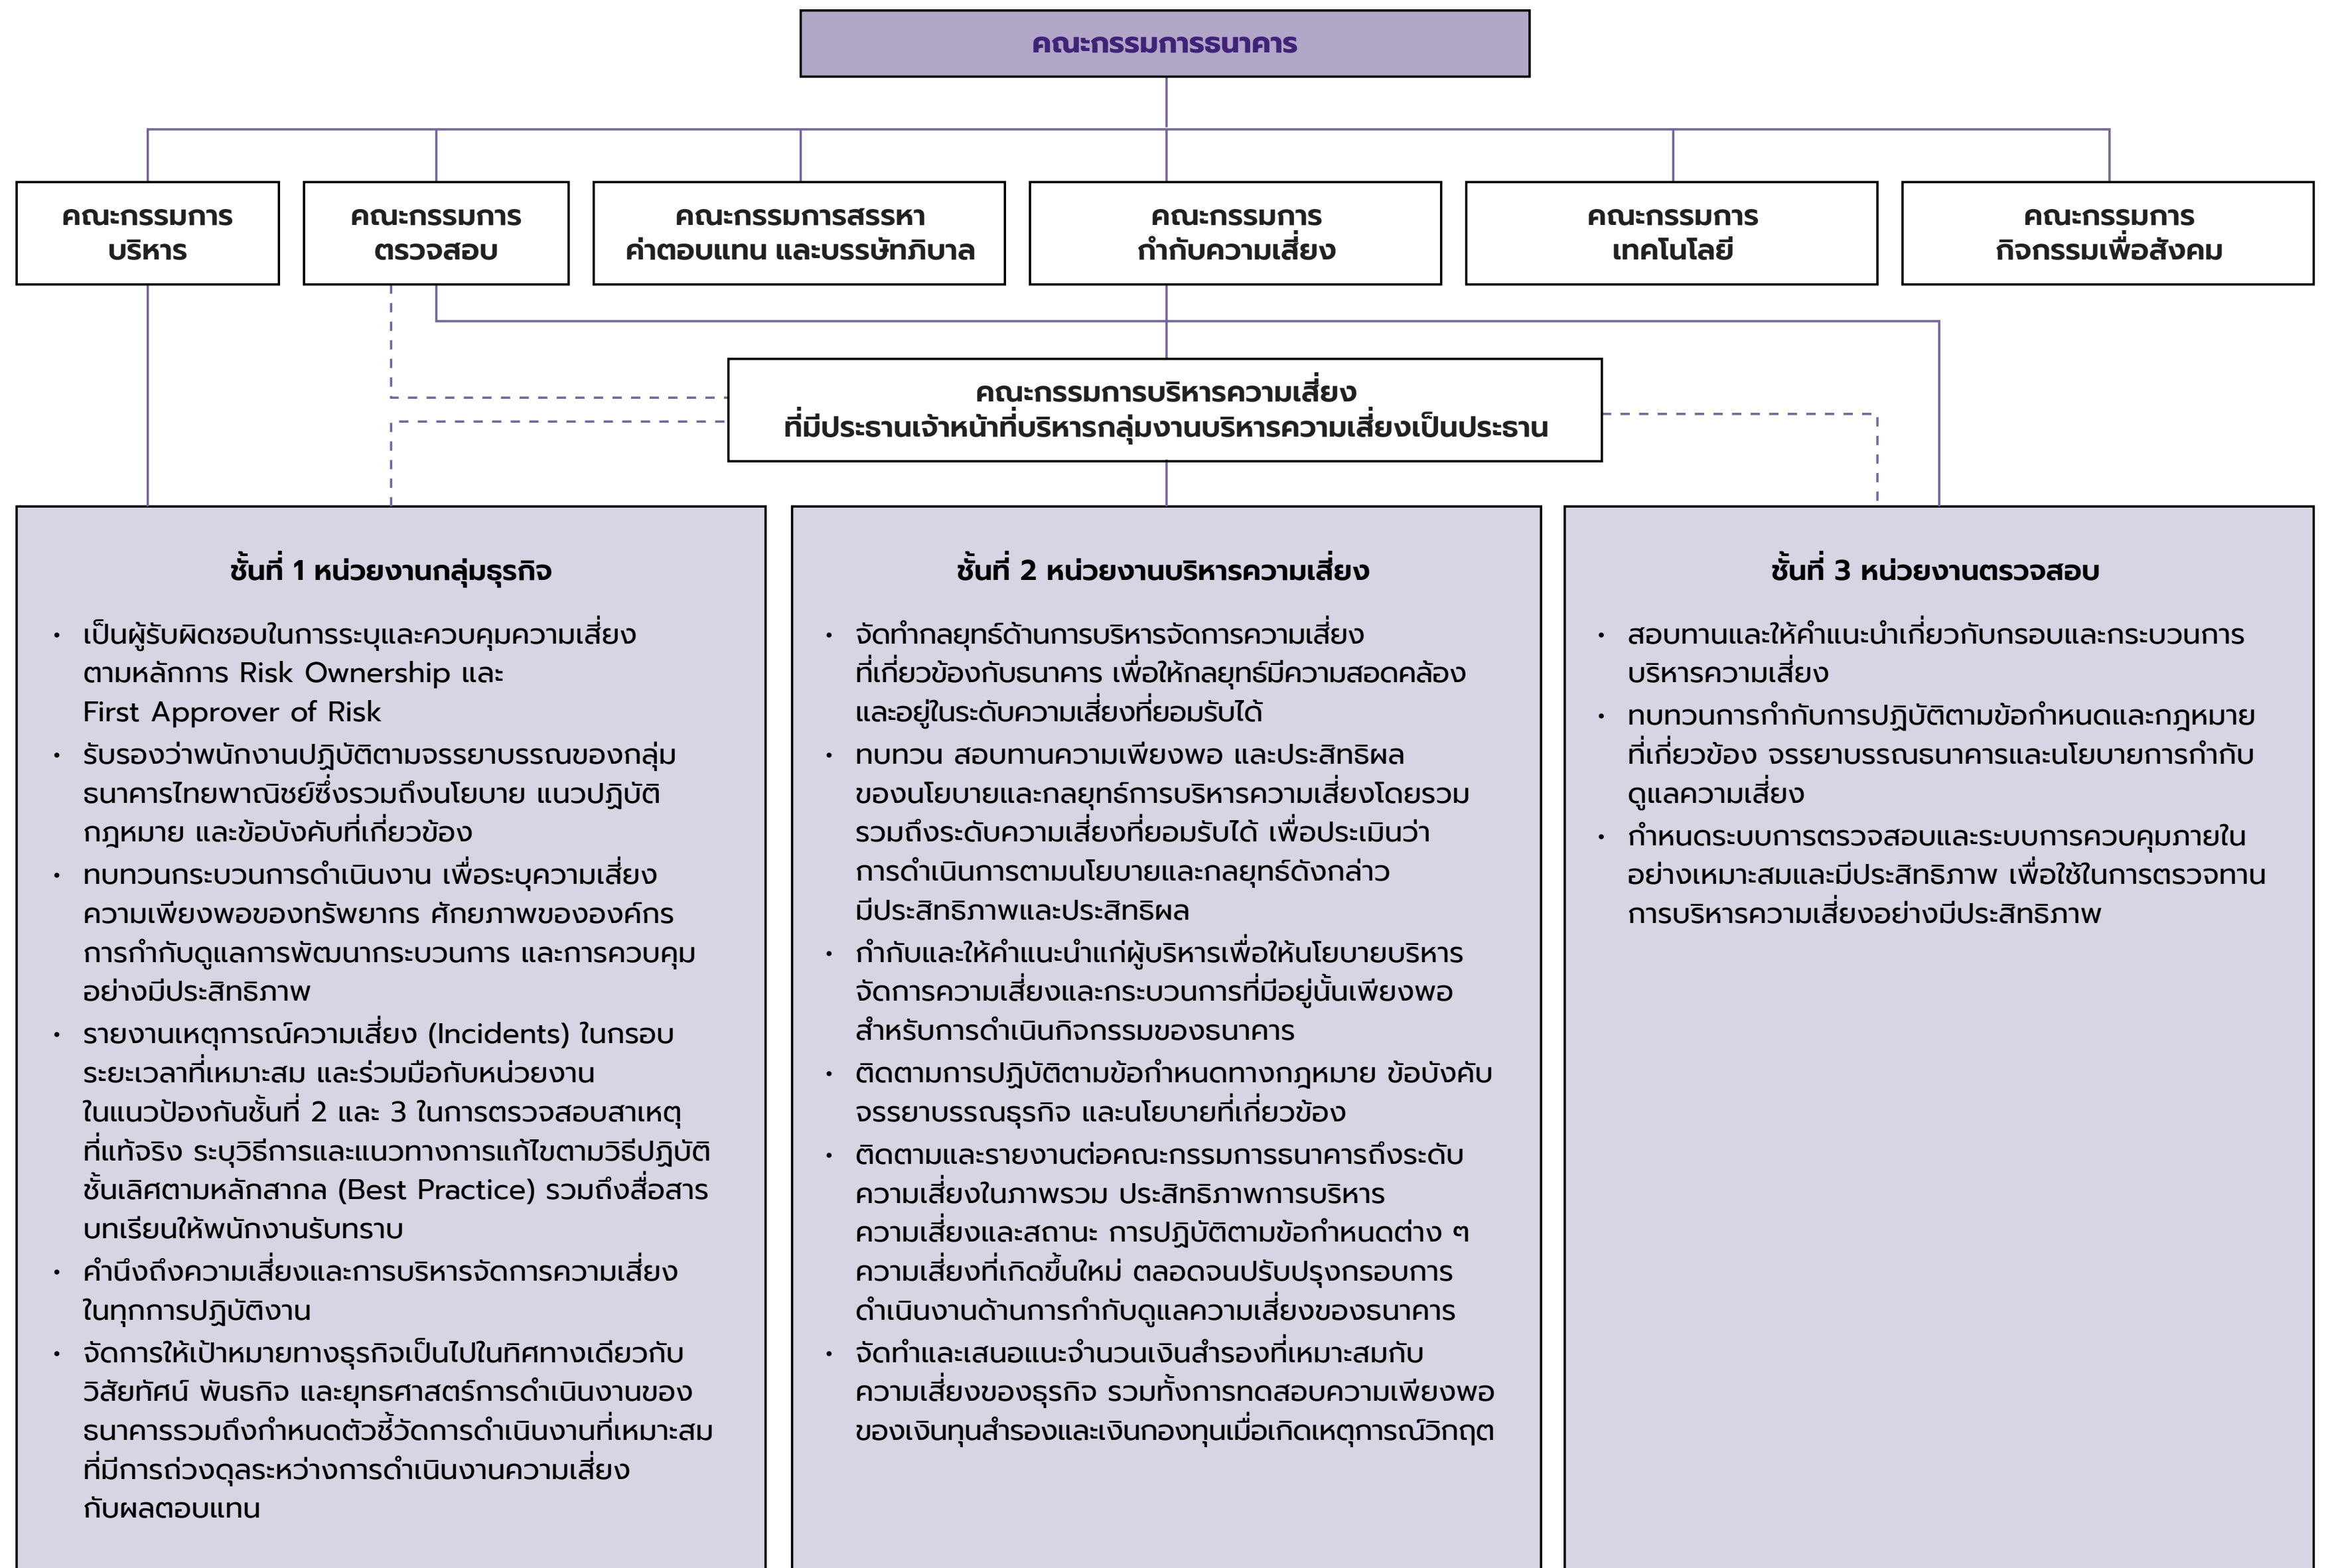 คณะกรรมการธนาคาร
คณะกรรมการ
บริหาร
คณะกรรมการ
ตรวจสอบ
คณะกรรมการสรรหา
ค่าตอบแทน และบรรษัทภิบาล
คณะกรรมการ
กำกับความเสี่ยง
คณะกรรมการ
เทคโนโลยี
คณะกรรมการ
กิจกรรมเพื่อสังคม
คณะกรรมการบริหารความเสี่ยง
ที่มีประธานเจ้าหน้าที่บริหารกลุ่มงานบริหารความเสี่ยงเป็นประธาน
ชั้นที่ 1 หน่วยงานกลุ่มธุรกิจ
• เป็นผู้รับผิดชอบในการระบุและควบคุมความเสี่ยง
ตามหลักการ Risk Ownership และ
First Approver of Risk
• รับรองว่าพนักงานปฏิบัติตามจรรยาบรรณของกลุ่ม
ธนาคารไทยพาณิชย์ซึ่งรวมถึงนโยบาย แนวปฏิบัติ
กฎหมาย และข้อบังคับที่เกี่ยวข้อง
• ทบทวนกระบวนการดำเนินงาน เพื่อระบุความเสี่ยง
ความเพียงพอของทรัพยากร ศักยภาพขององค์กร
การกำกับดูแลการพัฒนากระบวนการ และการควบคุม
อย่างมีประสิทธิภาพ
• รายงานเหตุการณ์ความเสี่ยง (Incidents) ในกรอบ
ระยะเวลาที่เหมาะสม และร่วมมือกับหน่วยงาน
ในแนวป้องกันชั้นที่ 2 และ 3 ในการตรวจสอบสาเหตุ
ที่แท้จริง ระบุวิธีการและแนวทางการแก้ไขตามวิธีปฏิบัติ
ชั้นเลิศตามหลักสากล (Best Practice) รวมถึงสื่อสาร
บทเรียนให้พนักงานรับทราบ
• คำนึงถึงความเสี่ยงและการบริหารจัดการความเสี่ยง
ในทุกการปฏิบัติงาน
• จัดการให้เป้าหมายทางธุรกิจเป็นไปในทิศทางเดียวกับ
วิสัยทัศน์ พันธกิจ และยุทธศาสตร์การดำเนินงานของ
ธนาคารรวมถึงกำหนดตัวชี้วัดการดำเนินงานที่เหมาะสม
ที่มีการถ่วงดุลระหว่างการดำเนินงานความเสี่ยง
กับผลตอบแทน
ชั้นที่ 2 หน่วยงานบริหารความเสี่ยง
• จัดทำกลยุทธ์ด้านการบริหารจัดการความเสี่ยง
ที่เกี่ยวข้องกับธนาคาร เพื่อให้กลยุทธ์มีความสอดคล้อง
และอยู่ในระดับความเสี่ยงที่ยอมรับได้
• ทบทวน สอบทานความเพียงพอ และประสิทธิผล
ของนโยบายและกลยุทธ์การบริหารความเสี่ยงโดยรวม
รวมถึงระดับความเสี่ยงที่ยอมรับได้ เพื่อประเมินว่า
การดำเนินการตามนโยบายและกลยุทธ์ดังกล่าว
มีประสิทธิภาพและประสิทธิผล
• กำกับและให้คำแนะนำแก่ผู้บริหารเพื่อให้นโยบายบริหาร
จัดการความเสี่ยงและกระบวนการที่มีอยู่นั้นเพียงพอ
สำหรับการดำเนินกิจกรรมของธนาคาร
• ติดตามการปฏิบัติตามข้อกำหนดทางกฎหมาย ข้อบังคับ
จรรยาบรรณธุรกิจ และนโยบายที่เกี่ยวข้อง
• ติดตามและรายงานต่อคณะกรรมการธนาคารถึงระดับ
ความเสี่ยงในภาพรวม ประสิทธิภาพการบริหาร
ความเสี่ยงและสถานะ การปฏิบัติตามข้อกำหนดต่าง ๆ
ความเสี่ยงที่เกิดขึ้นใหม่ ตลอดจนปรับปรุงกรอบการ
ดำเนินงานด้านการกำกับดูแลความเสี่ยงของธนาคาร
• จัดทำและเสนอแนะจำนวนเงินสำรองที่เหมาะสมกับ
ความเสี่ยงของธุรกิจ รวมทั้งการทดสอบความเพียงพอ
ของเงินทุนสำรองและเงินกองทุนเมื่อเกิดเหตุการณ์วิกฤต
ชั้นที่ 3 หน่วยงานตรวจสอบ
• สอบทานและให้คำแนะนำเกี่ยวกับกรอบและกระบวนการ
บริหารความเสี่ยง
• ทบทวนการกำกับการปฏิบัติตามข้อกำหนดและกฎหมาย
ที่เกี่ยวข้อง จรรยาบรรณธนาคารและนโยบายการกำกับ
ดูแลความเสี่ยง
• กำหนดระบบการตรวจสอบและระบบการควบคุมภายใน
อย่างเหมาะสมและมีประสิทธิภาพ เพื่อใช้ในการตรวจทาน
การบริหารความเสี่ยงอย่างมีประสิทธิภาพ